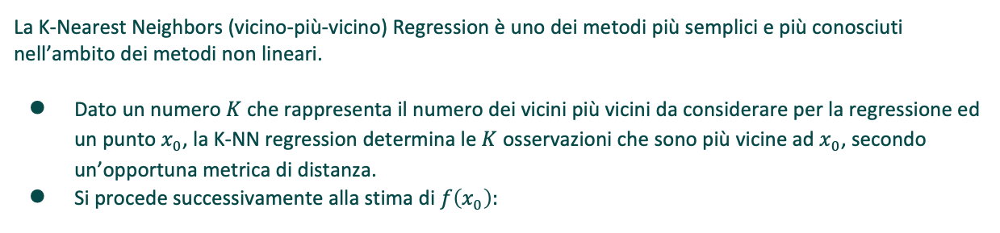 La K-Nearest Neighbors (vicino-più-vicino) Regression è uno dei metodi più semplici e più conosciuti
nell’ambito dei metodi non lineari.
● Dato un numero 𝐾 che rappresenta il numero dei vicini più vicini da considerare per la regressione ed
un punto 𝑥₀, la K-NN regression determina le 𝐾 osservazioni che sono più vicine ad 𝑥₀, secondo
un’opportuna metrica di distanza.
● Si procede successivamente alla stima di 𝑓(𝑥₀):